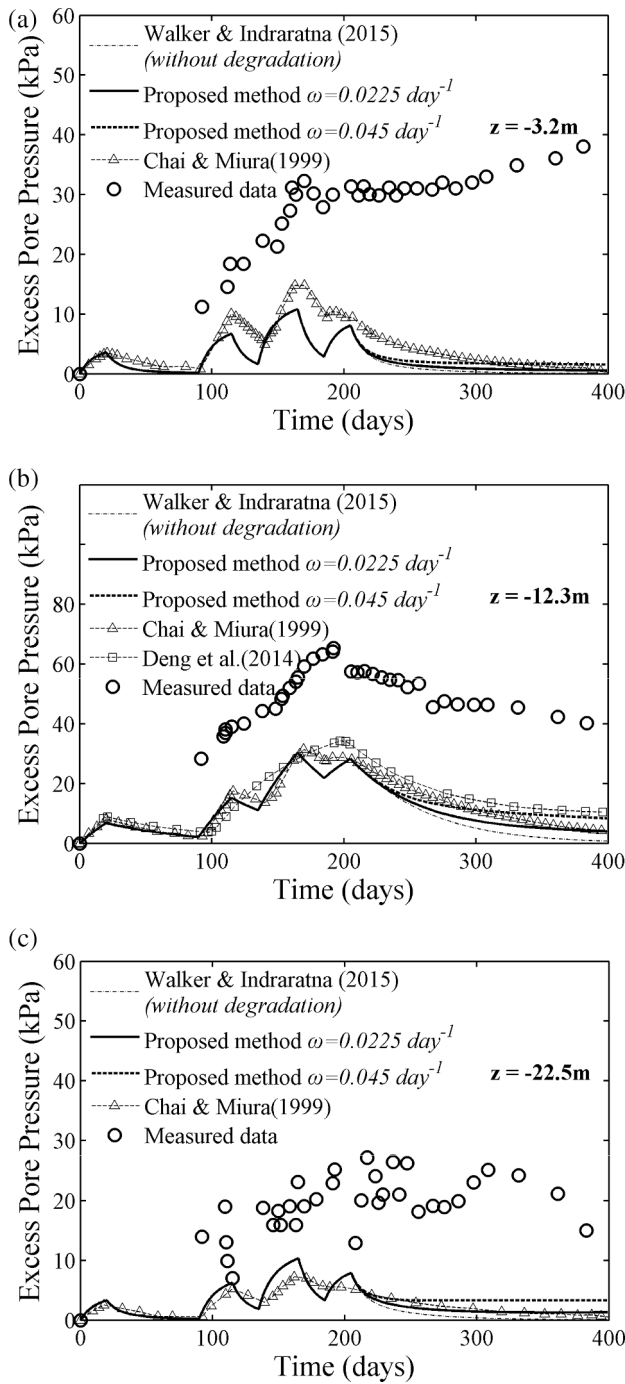 (a)
60
50
40
30
20
10
0
Excess Pore Pressure (kPa)
Walker & Indraratna (2015)
(without degradation)
Proposed method ω=0.0225 day⁻¹
Proposed method ω=0.045 day⁻¹
z = -3.2m
Chai & Miura(1999)
Measured data
0 100 200 300 400
Time (days)
(b)
80
60
40
20
0
Excess Pore Pressure (kPa)
Walker & Indraratna (2015)
(without degradation)
Proposed method ω=0.0225 day⁻¹
Proposed method ω=0.045 day⁻¹
z = -12.3m
Chai & Miura(1999)
Deng et al.(2014)
Measured data
0 100 200 300 400
Time (days)
(c)
60
50
40
30
20
10
0
Excess Pore Pressure (kPa)
Walker & Indraratna (2015)
(without degradation)
Proposed method ω=0.0225 day⁻¹
Proposed method ω=0.045 day⁻¹
z = -22.5m
Chai & Miura(1999)
Measured data
0 100 200 300 400
Time (days)